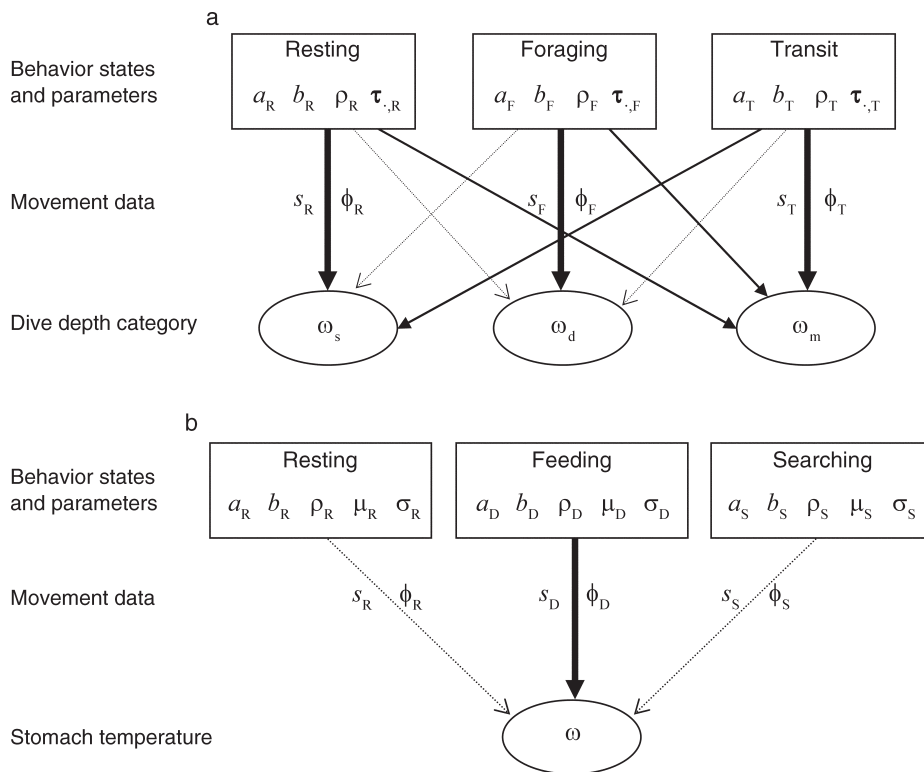 a
Resting Foraging Transit
Behavior states
and parameters
a_R b_R ρ_R τ_·,R a_F b_F ρ_F τ_·,F a_T b_T ρ_T τ_·,T
Movement data
s_R ϕ_R s_F ϕ_F s_T ϕ_T
Dive depth category
ω_s ω_d ω_m
b
Resting Feeding Searching
Behavior states
and parameters
a_R b_R ρ_R μ_R σ_R a_D b_D ρ_D μ_D σ_D a_S b_S ρ_S μ_S σ_S
Movement data
s_R ϕ_R s_D ϕ_D s_S ϕ_S
Stomach temperature
ω